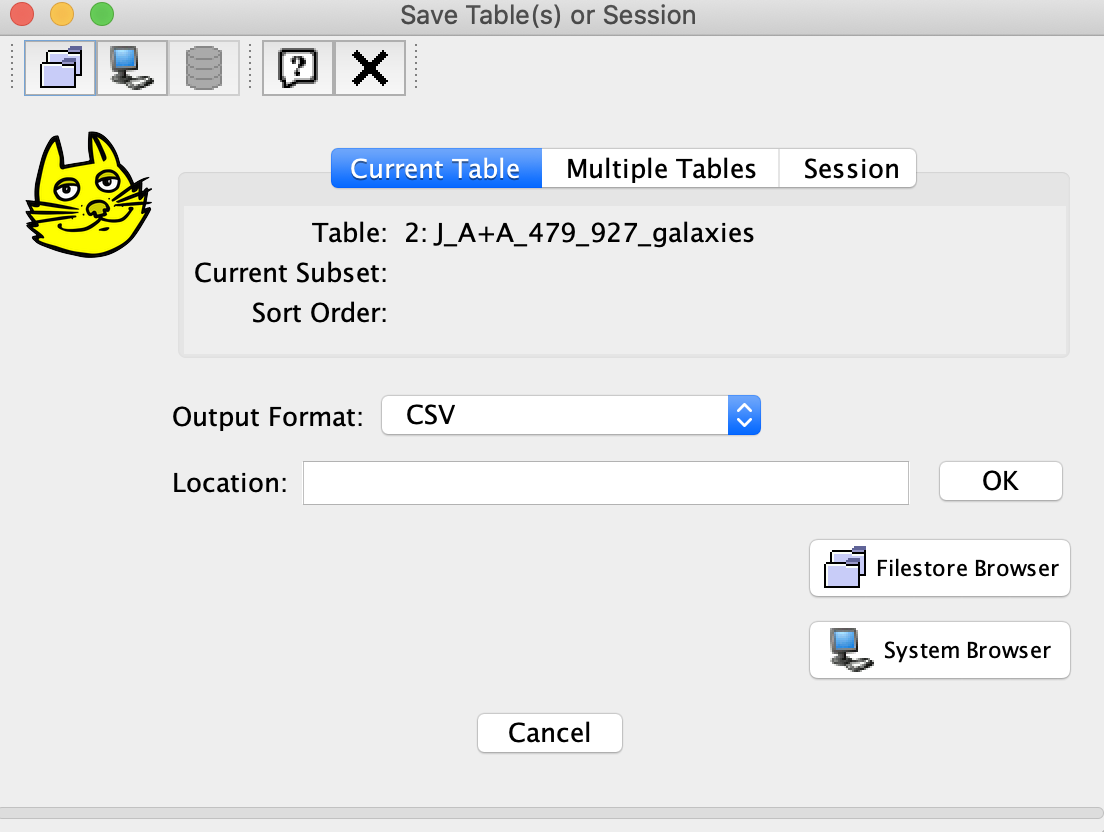 Save Table(s) or Session
?
Current Table Multiple Tables Session
Table: 2: J_A+A_479_927_galaxies
Current Subset:
Sort Order:
Output Format: CSV
Location: OK
Filestore Browser
System Browser
Cancel